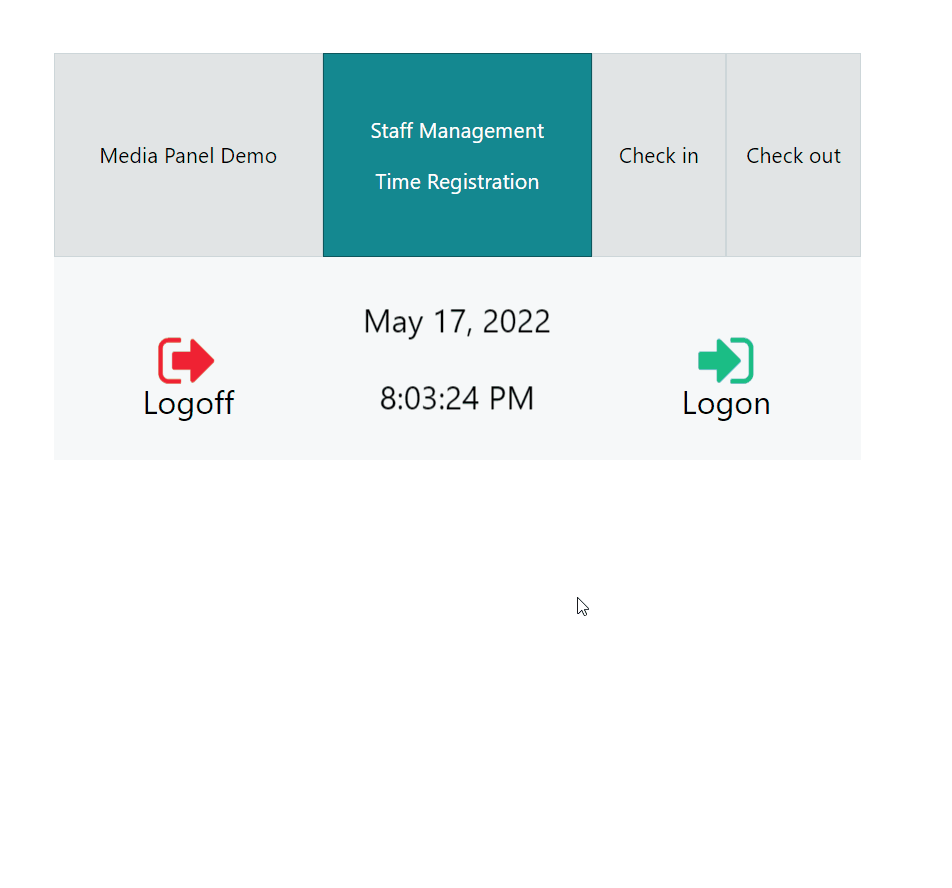 Media Panel Demo
Staff Management
Time Registration
Check in
Check out
May 17, 2022
8:03:24 PM
Logoff
Logon